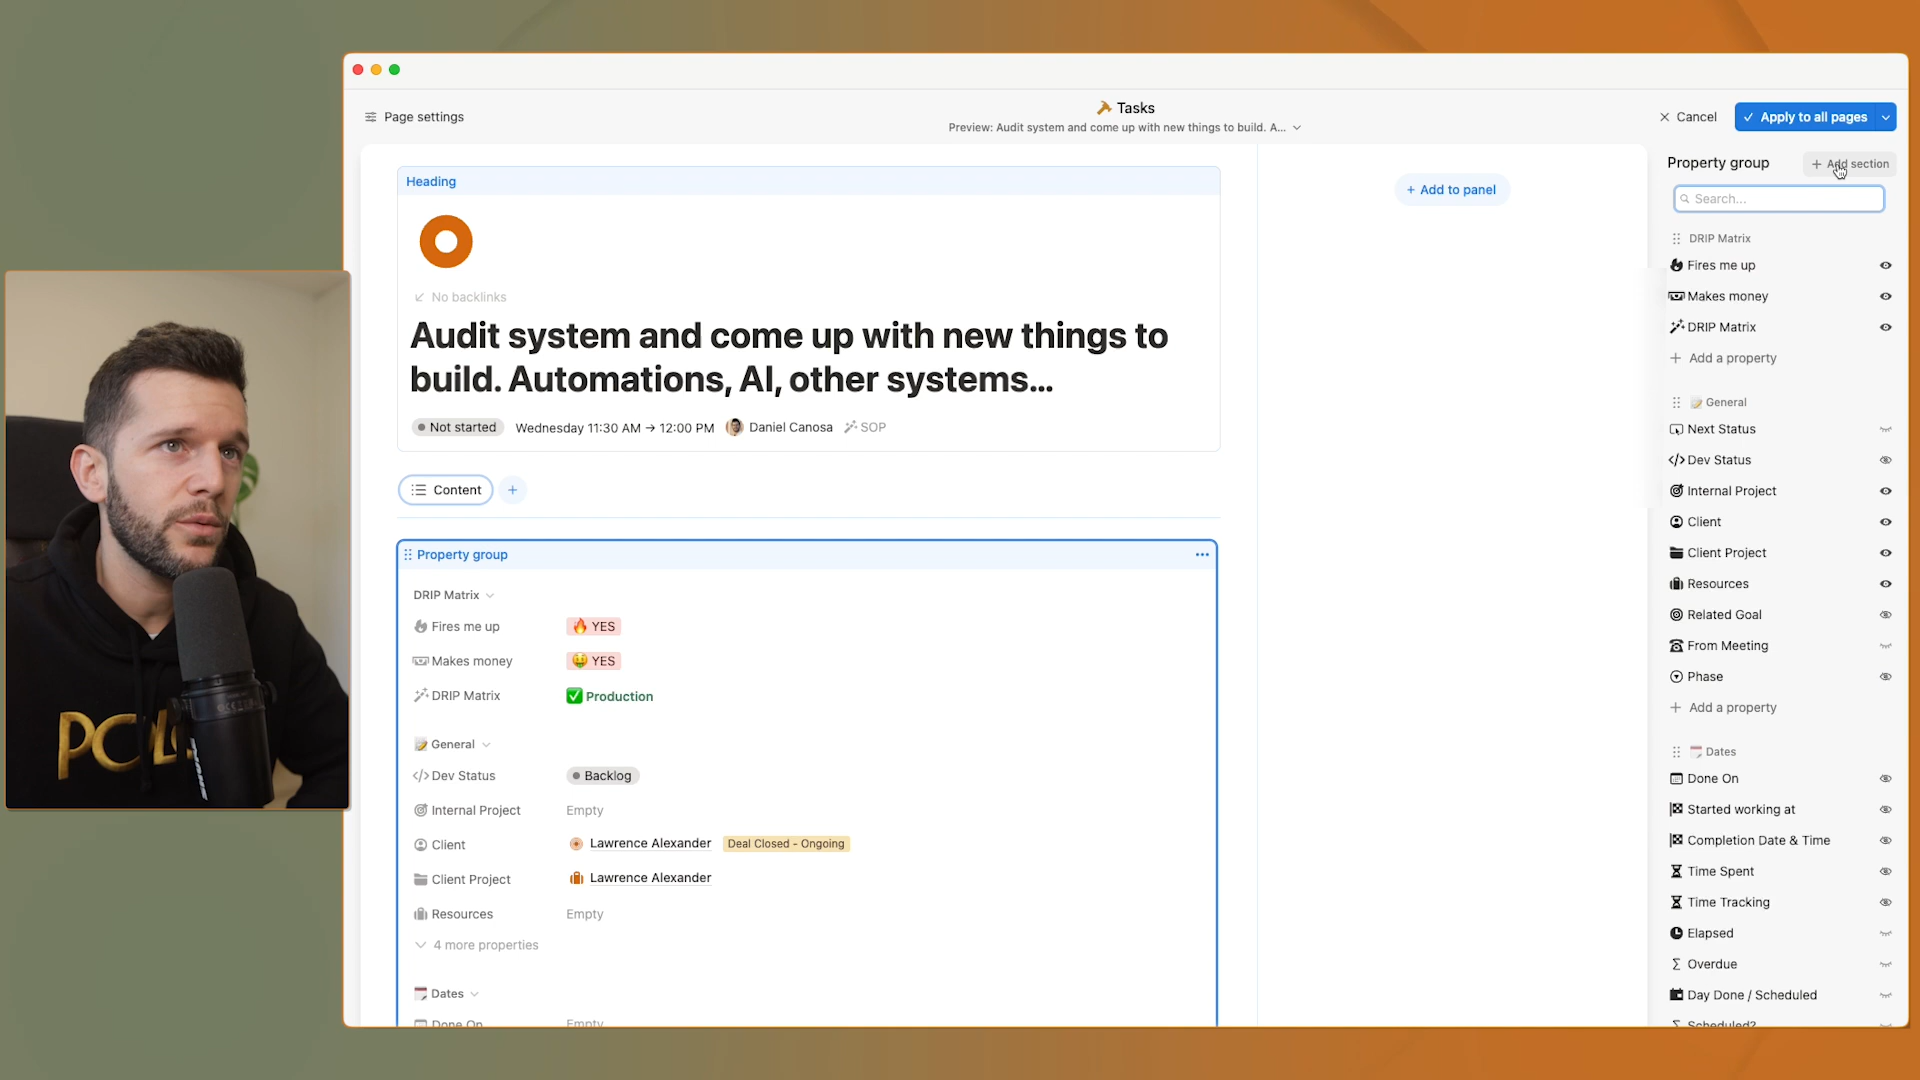 Page settings
Tasks
Preview: Audit system and come up with new things to build. A...
Cancel
Apply to all pages
Heading
No backlinks
Audit system and come up with new things to
build. Automations, AI, other systems...
Not started
Wednesday 11:30 AM → 12:00 PM
Daniel Canosa
SOP
Content
+
Property group
DRIP Matrix
Fires me up
🔥 YES
Makes money
🤑 YES
DRIP Matrix
✅ Production
General
Dev Status
Backlog
Internal Project
Empty
Client
Lawrence Alexander
Deal Closed - Ongoing
Client Project
Lawrence Alexander
Resources
Empty
4 more properties
Dates
Done On
Empty
+ Add to panel
Property group
+ Add section
Search...
DRIP Matrix
Fires me up
Makes money
DRIP Matrix
+ Add a property
General
Next Status
Dev Status
Internal Project
Client
Client Project
Resources
Related Goal
From Meeting
Phase
+ Add a property
Dates
Done On
Started working at
Completion Date & Time
Time Spent
Time Tracking
Elapsed
Overdue
Day Done / Scheduled
Scheduled?